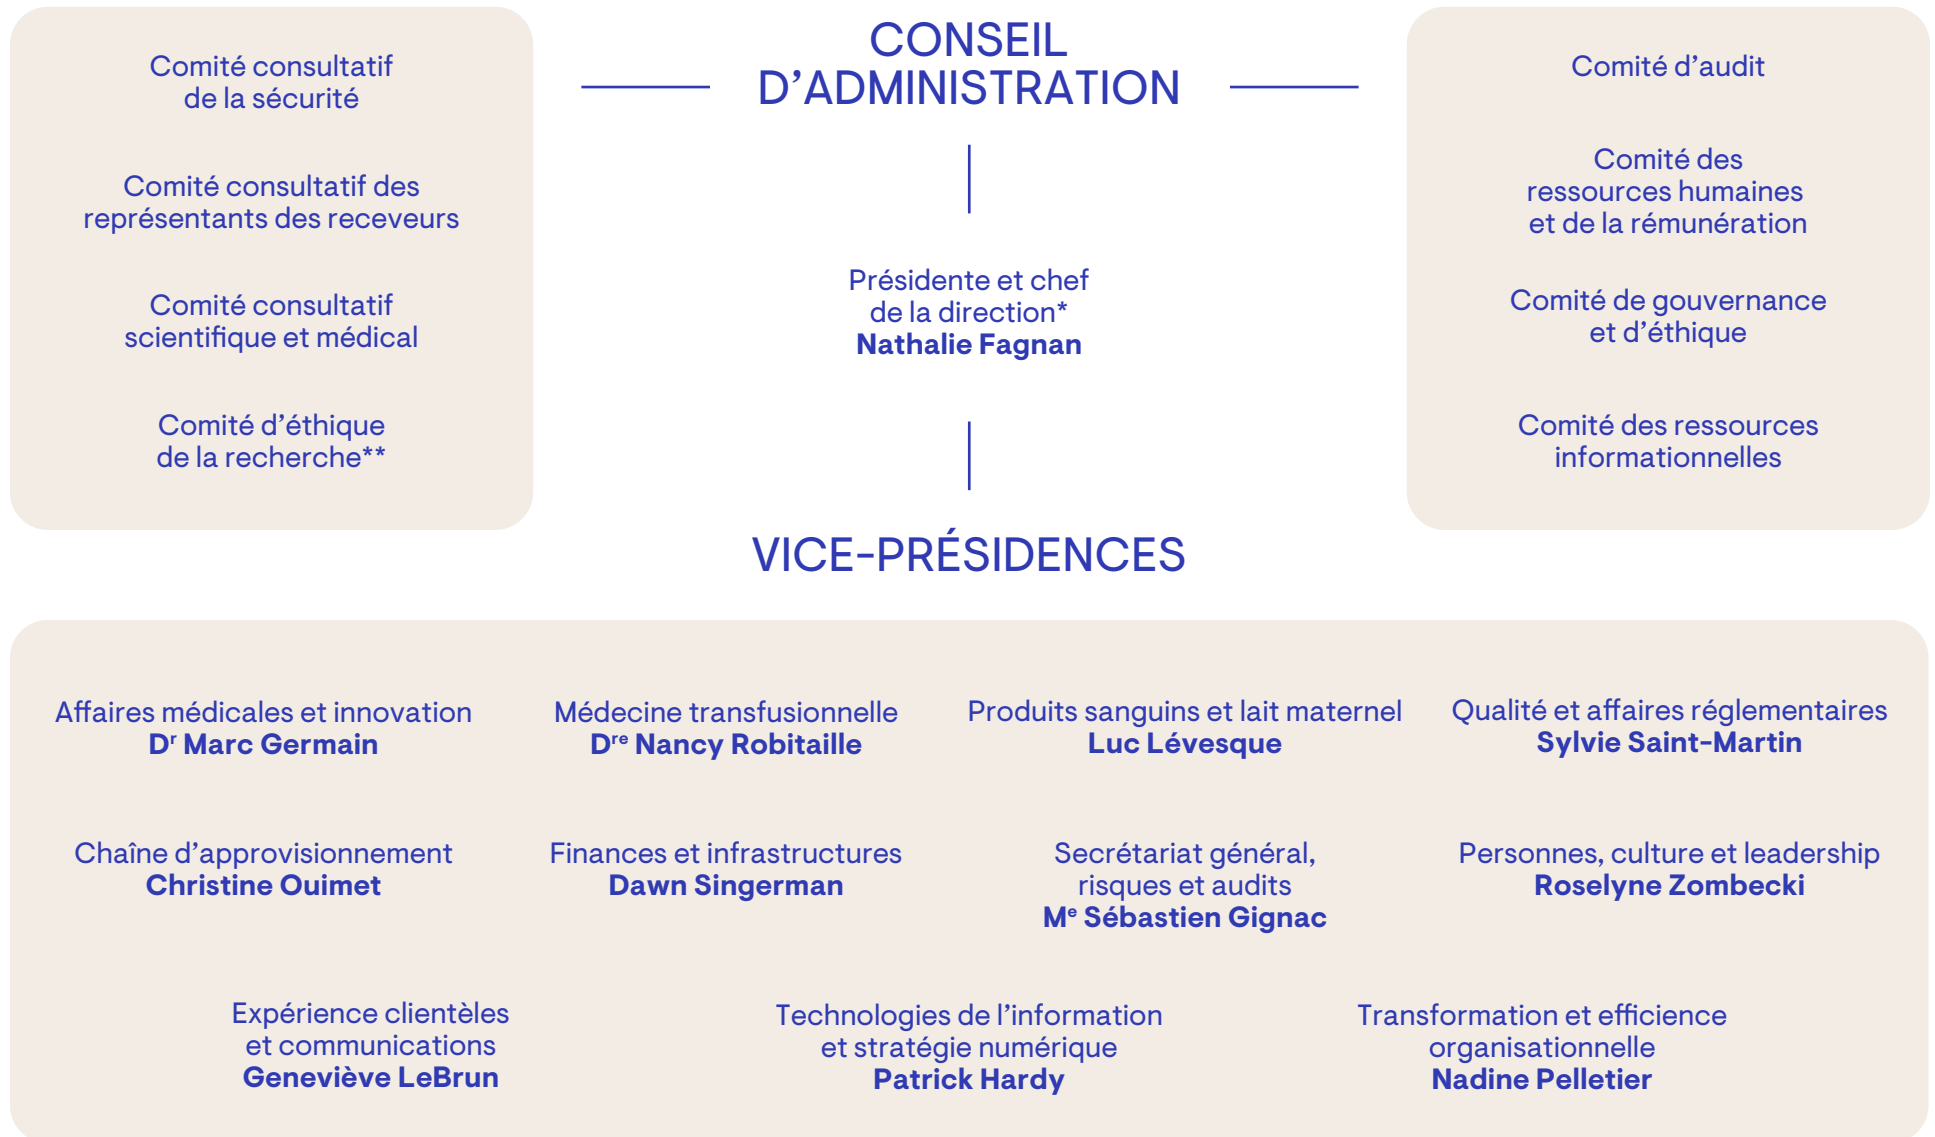 Comité consultatif
de la sécurité
Comité consultatif des
représentants des receveurs
Comité consultatif
scientifique et médical
Comité d’éthique
de la recherche**
CONSEIL
D’ADMINISTRATION
Présidente et chef
de la direction*
Nathalie Fagnan
Comité d’audit
Comité des
ressources humaines
et de la rémunération
Comité de gouvernance
et d’éthique
Comité des ressources
informationnelles
VICE-PRÉSIDENCES
Affaires médicales et innovation
Dʳ Marc Germain
Médecine transfusionnelle
Dʳᵉ Nancy Robitaille
Produits sanguins et lait maternel
Luc Lévesque
Qualité et affaires réglementaires
Sylvie Saint-Martin
Chaîne d’approvisionnement
Christine Ouimet
Finances et infrastructures
Dawn Singerman
Secrétariat général,
risques et audits
Mᵉ Sébastien Gignac
Personnes, culture et leadership
Roselyne Zombecki
Expérience clientèles
et communications
Geneviève LeBrun
Technologies de l’information
et stratégie numérique
Patrick Hardy
Transformation et efficience
organisationnelle
Nadine Pelletier